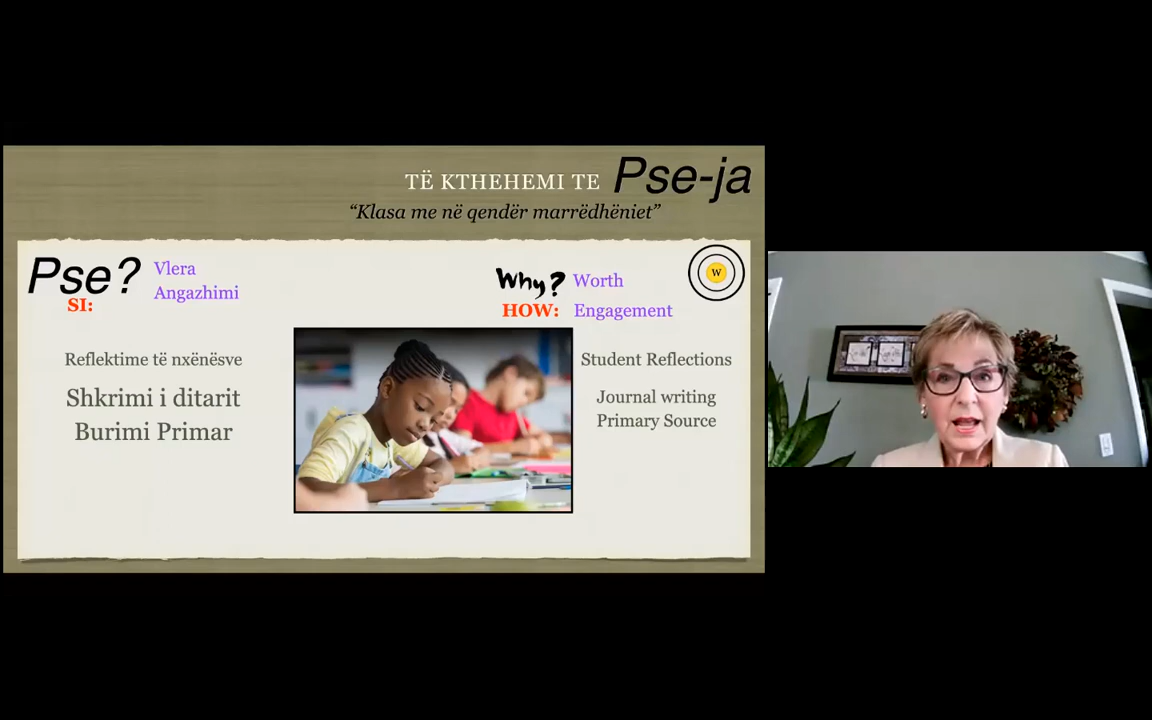 TË KTHEHEMI TE Pse-ja
“Klasa me në qendër marrëdhëniet”
Pse? Vlera
SI: Angazhimi
Reflektime të nxënësve
Shkrimi i ditarit
Burimi Primar
Why? Worth
HOW: Engagement
W
Student Reflections
Journal writing
Primary Source